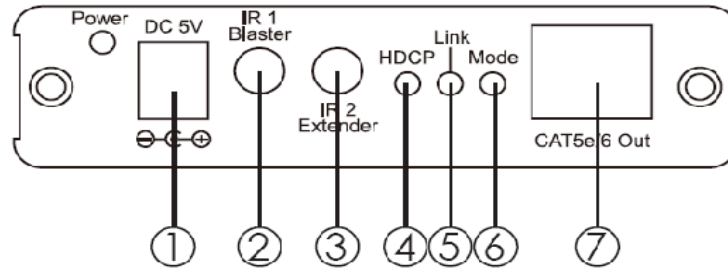 Power
DC 5V
IR 1
Blaster
IR 2
Extender
HDCP
Link
Mode
CAT5e/6 Out
1
2
3
4
5
6
7